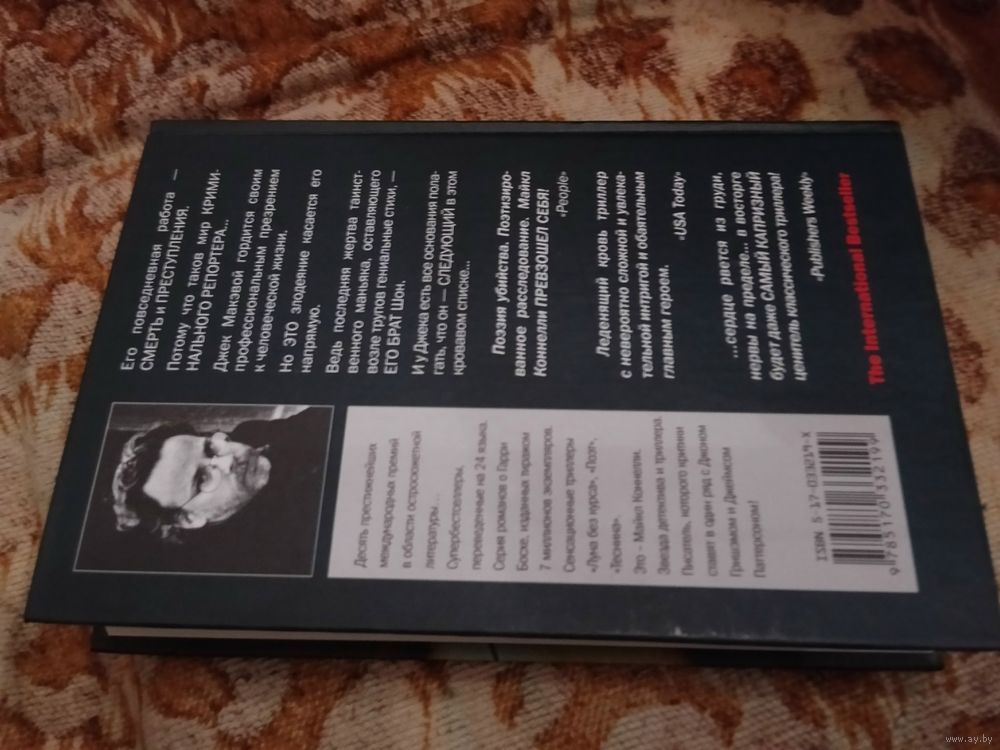 Его повседневная работа —
СМЕРТЬ И ПРЕСТУПЛЕНИЯ.
Потому что таков мир КРИМИ-
НАЛЬНОГО РЕПОРТЕРА...
Джек Макэвой гордится своим
профессиональным презрением
к человеческой жизни.
Но ЭТО злодеяние касается его
напрямую.
Ведь последняя жертва таинст-
венного маньяка, оставляющего
возле трупов гениальные стихи, —
ЕГО БРАТ Шон.
И у Джека есть все основания пола-
гать, что он — СЛЕДУЮЩИЙ в этом
кровавом списке...
Поэзия убийства. Поэтизиро-
ванное расследование. Майкл
Коннелли ПРЕВЗОШЕЛ СЕБЯ!
«People»
Леденящий кровь триллер
с невероятно сложной и увлека-
тельной интригой и обаятельным
главным героем.
«USA Today»
...сердце рвется из груди,
нервы на пределе... а восторге
будет даже САМЫЙ КАПРИЗНЫЙ
ценитель классического триллера!
«Publishers Weekly»
The International Bestseller
Десять престижнейших
международных премий
в области остросюжетной
литературы...
Супербестселлеры,
переведенные на 24 языка.
Серия романов о Гарри
Босхе, изданных тиражом
7 миллионов экземпляров.
Сенсационные триллеры
«Луна без курса», «Поэт»,
«Теснина».
Это – Майкл Коннелли.
Звезда детектива и триллера.
Писатель, которого критики
ставят в один ряд с Джоном
Гришэмом и Джеймсом
Паттерсоном!
ISBN 5-17-033219-X
9 785170 332199
www.ay.by